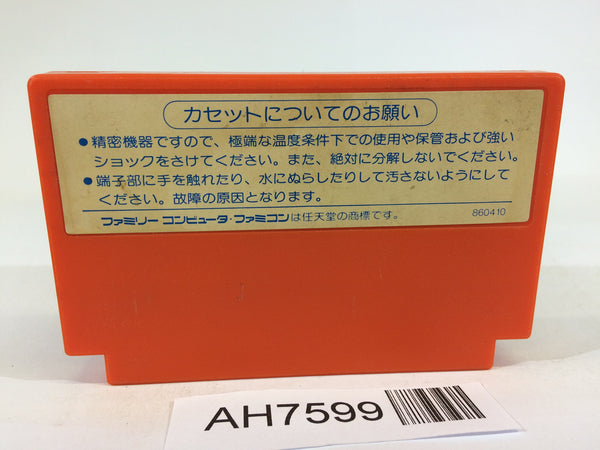 カセットについてのお願い
●精密機器ですので、極端な温度条件下での使用や保管および強い
ショックをさけてください。また、絶対に分解しないでください。
●端子部に手を触れたり、水にぬらしたりして汚さないようにして
ください。故障の原因となります。
ファミリー コンピュータ・ファミコンは任天堂の商標です。 860410
AH7599